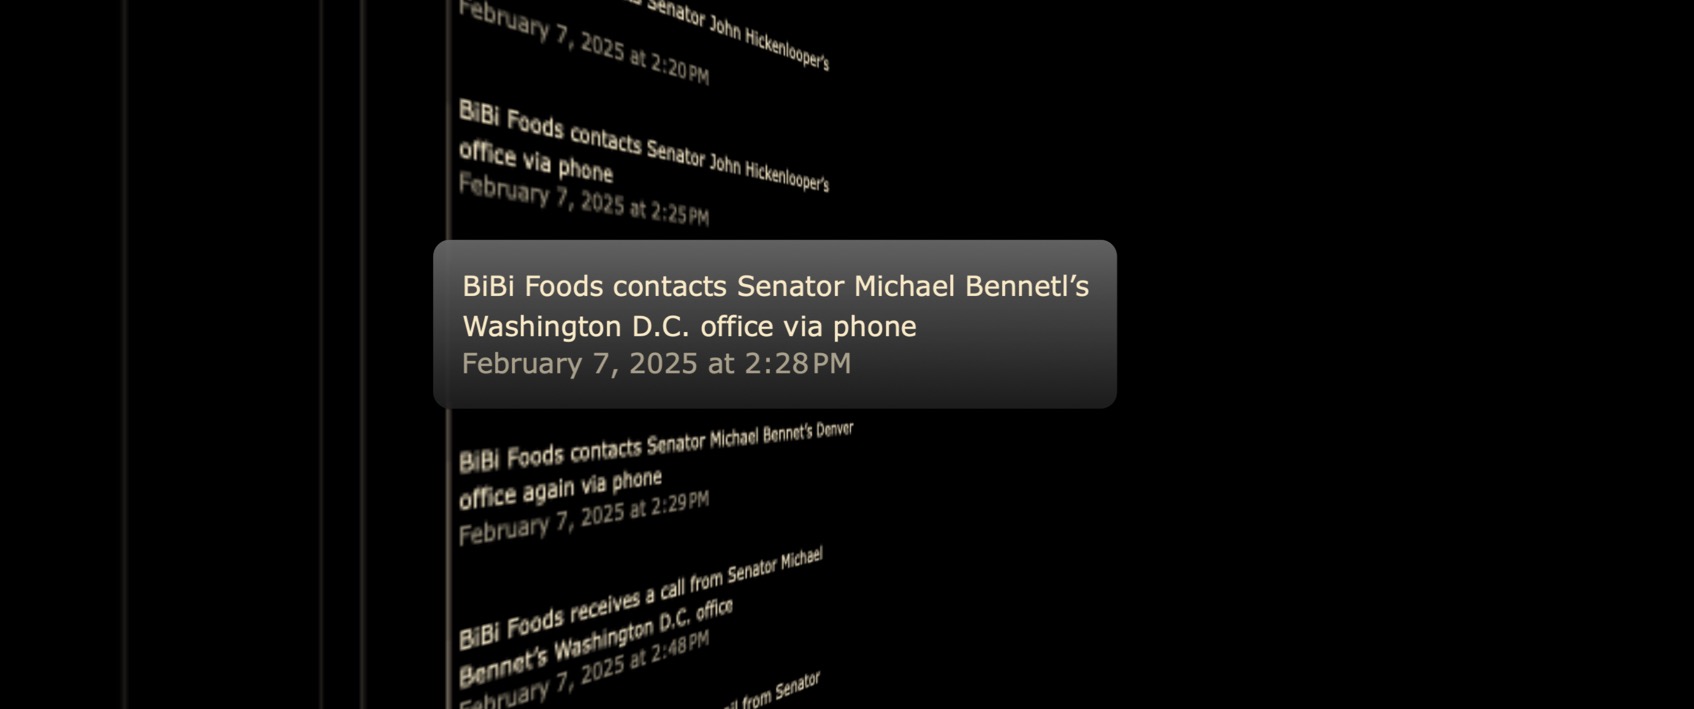 s Senator John Hickenlooper's
February 7, 2025 at 2:20 PM
BiBi Foods contacts Senator John Hickenlooper's
office via phone
February 7, 2025 at 2:25 PM
BiBi Foods contacts Senator Michael Bennetl’s
Washington D.C. office via phone
February 7, 2025 at 2:28 PM
BiBi Foods contacts Senator Michael Bennet's Denver
office again via phone
February 7, 2025 at 2:29 PM
BiBi Foods receives a call from Senator Michael
Bennet's Washington D.C. office
February 7, 2025 at 2:48 PM
from Senator